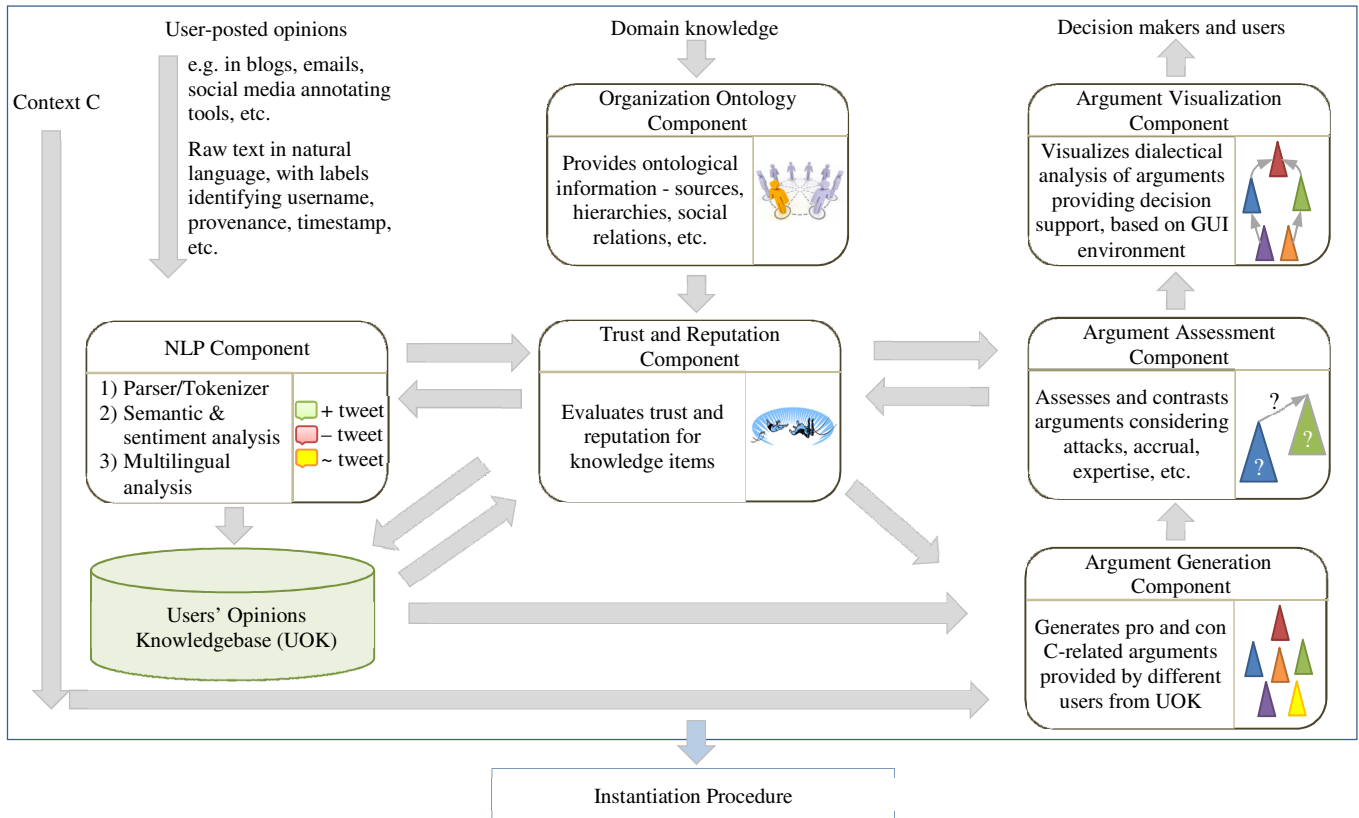 User-posted opinions
e.g. in blogs, emails,
social media annotating
tools, etc.
Raw text in natural
language, with labels
identifying username,
provenance, timestamp,
etc.
Context C
Domain knowledge
Organization Ontology
Component
Provides ontological
information - sources,
hierarchies, social
relations, etc.
Decision makers and users
Argument Visualization
Component
Visualizes dialectical
analysis of arguments
providing decision
support, based on GUI
environment
NLP Component
1) Parser/Tokenizer
2) Semantic &
sentiment analysis
3) Multilingual
analysis
+ tweet
– tweet
~ tweet
Trust and Reputation
Component
Evaluates trust and
reputation for
knowledge items
Argument Assessment
Component
Assesses and contrasts
arguments considering
attacks, accrual,
expertise, etc.
?
?
?
Users’ Opinions
Knowledgebase (UOK)
Argument Generation
Component
Generates pro and con
C-related arguments
provided by different
users from UOK
Instantiation Procedure